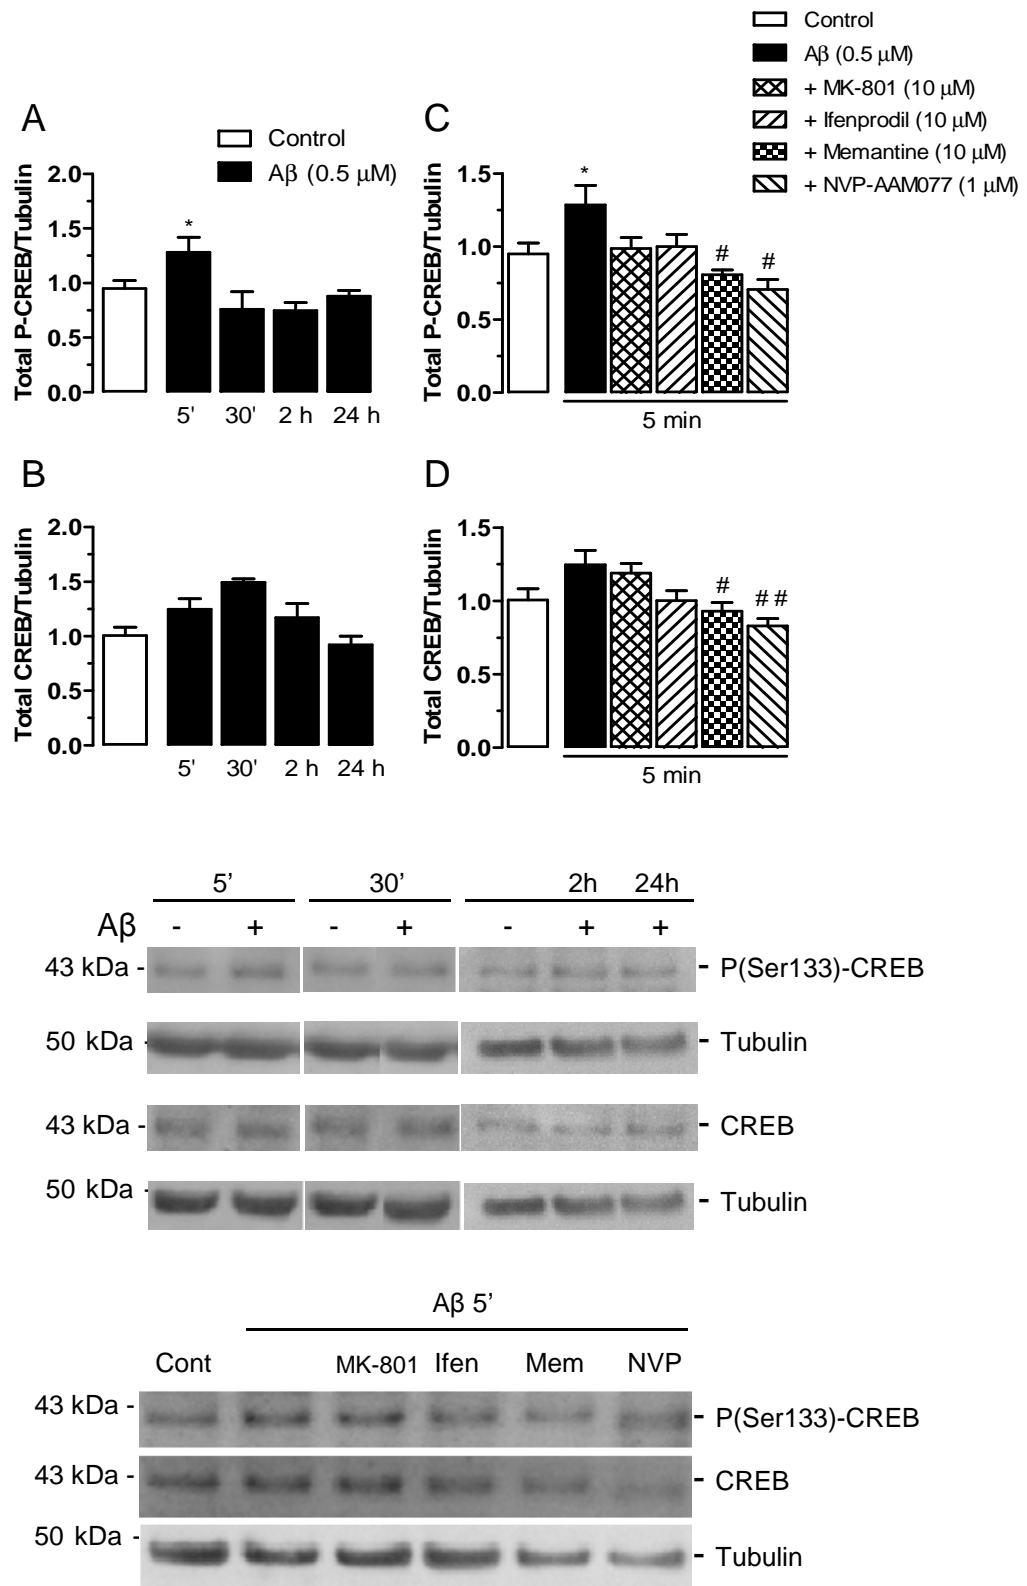 Control
Aβ (0.5 μM)
+ MK-801 (10 μM)
+ Ifenprodil (10 μM)
+ Memantine (10 μM)
+ NVP-AAM077 (1 μM)
A
Control
Aβ (0.5 μM)
Total P-CREB/Tubulin
2.0
1.5
1.0
0.5
0.0
*
5' 30' 2 h 24 h
C
Total P-CREB/Tubulin
1.5
1.0
0.5
0.0
* # #
5 min
B
Total CREB/Tubulin
2.0
1.5
1.0
0.5
0.0
5' 30' 2 h 24 h
D
Total CREB/Tubulin
1.5
1.0
0.5
0.0
# # #
5 min
5’ 30’ 2h 24h
Aβ - + - + - + +
43 kDa - - P(Ser133)-CREB
50 kDa - - Tubulin
43 kDa - - CREB
50 kDa - - Tubulin
Aβ 5’
Cont MK-801 Ifen Mem NVP
43 kDa - - P(Ser133)-CREB
43 kDa - - CREB
50 kDa - - Tubulin